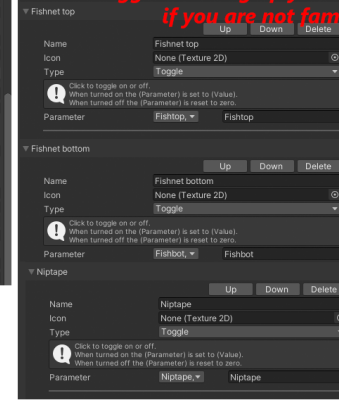 if you are not fam
Fishnet top
Up Down Delete
Name Fishnet top
Icon None (Texture 2D)
Type Toggle
Click to toggle on or off.
When turned on the (Parameter) is set to (Value).
When turned off the (Parameter) is reset to zero.
Parameter Fishtop, Fishtop
Fishnet bottom
Up Down Delete
Name Fishnet bottom
Icon None (Texture 2D)
Type Toggle
Click to toggle on or off.
When turned on the (Parameter) is set to (Value).
When turned off the (Parameter) is reset to zero.
Parameter Fishbot, Fishbot
Niptape
Up Down Delete
Name Niptape
Icon None (Texture 2D)
Type Toggle
Click to toggle on or off.
When turned on the (Parameter) is set to (Value).
When turned off the (Parameter) is reset to zero.
Parameter Niptape, Niptape